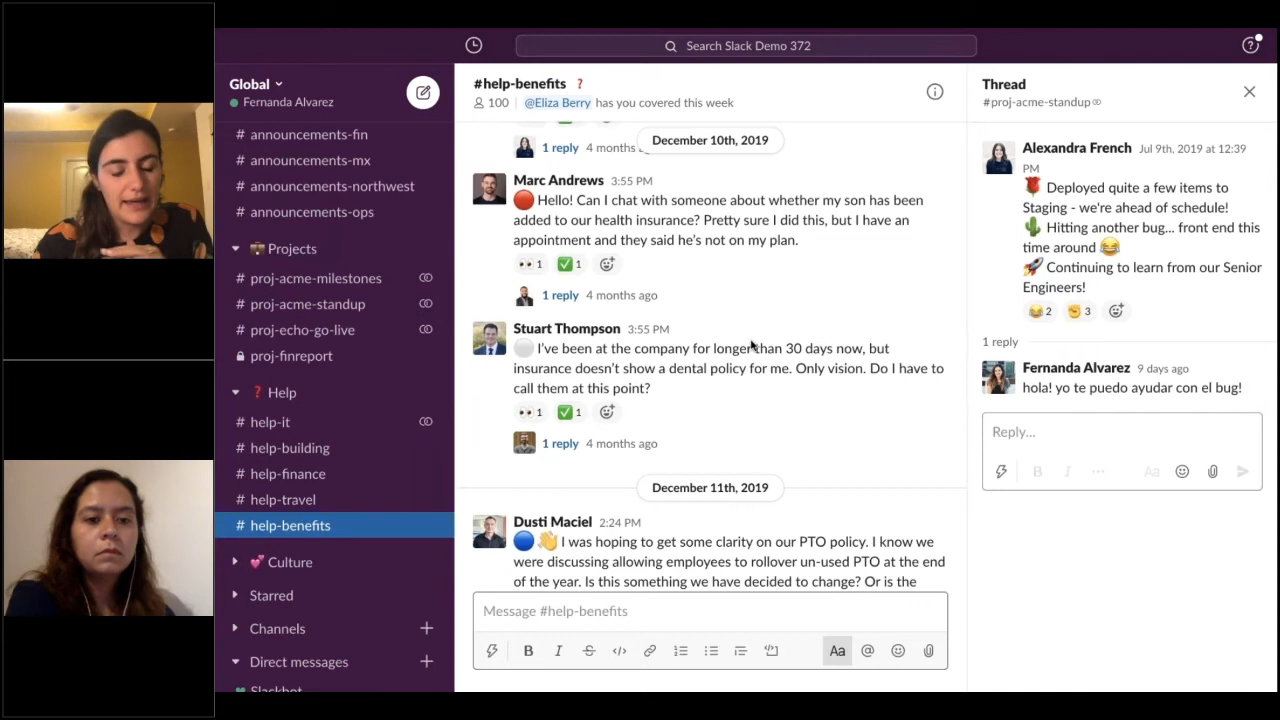 Search Slack Demo 372
Global
Fernanda Alvarez
# announcements-fin
# announcements-mx
# announcements-northwest
# announcements-ops
Projects
# proj-acme-milestones
# proj-acme-standup
# proj-echo-go-live
proj-finreport
Help
# help-it
# help-building
# help-finance
# help-travel
# help-benefits
Culture
Starred
Channels
Direct messages
Slackbot
#help-benefits ❓
100 | @Eliza Berry has you covered this week
1 reply 4 months
December 10th, 2019
Marc Andrews 3:55 PM
🔴 Hello! Can I chat with someone about whether my son has been
added to our health insurance? Pretty sure I did this, but I have an
appointment and they said he's not on my plan.
👀 1 ✅ 1
1 reply 4 months ago
Stuart Thompson 3:55 PM
⚪ I've been at the company for longer than 30 days now, but
insurance doesn't show a dental policy for me. Only vision. Do I have to
call them at this point?
👀 1 ✅ 1
1 reply 4 months ago
December 11th, 2019
Dusti Maciel 2:24 PM
🔵👋 I was hoping to get some clarity on our PTO policy. I know we
were discussing allowing employees to rollover un-used PTO at the end
of the year. Is this something we have decided to change? Or is the
Message #help-benefits
B I S </> Aa @
Thread
#proj-acme-standup
Alexandra French Jul 9th, 2019 at 12:39
PM
🌹 Deployed quite a few items to
Staging - we're ahead of schedule!
🌵 Hitting another bug... front end this
time around 😂
🚀 Continuing to learn from our Senior
Engineers!
😂 2 ✊ 3
1 reply
Fernanda Alvarez 9 days ago
hola! yo te puedo ayudar con el bug!
Reply...
B I ... Aa